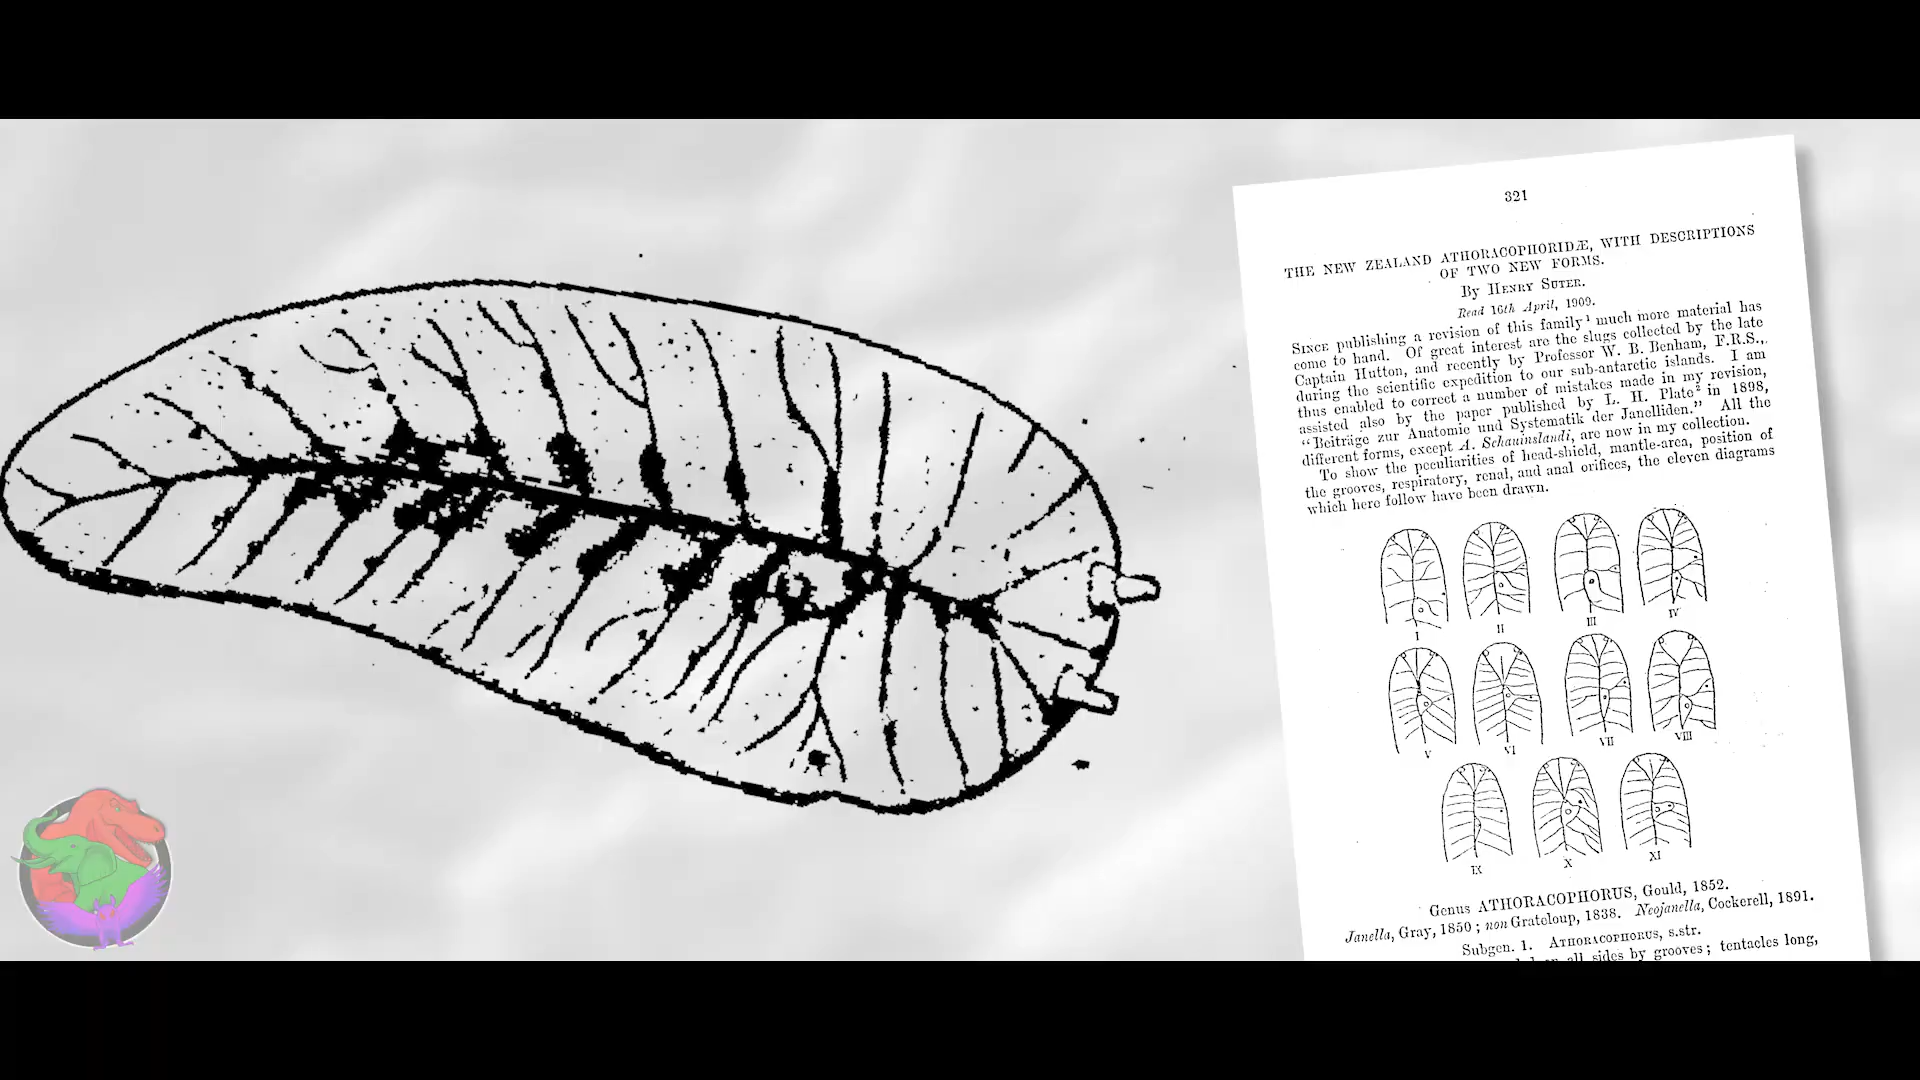 321
THE NEW ZEALAND ATHORACOPHORIDÆ, WITH DESCRIPTIONS
OF TWO NEW FORMS.
By HENRY SUTER.
Read 16th April, 1909.
SINCE publishing a revision of this family¹ much more material has
come to hand. Of great interest are the slugs collected by the late
Captain Hutton, and recently by Professor W. B. Benham, F.R.S.,
during the scientific expedition to our sub-antarctic islands. I am
thus enabled to correct a number of mistakes made in my revision,
assisted also by the paper published by L. H. Plate² in 1898,
“Beiträge zur Anatomie und Systematik der Janelliden.” All the
different forms, except A. Schauinslandi, are now in my collection.
To show the peculiarities of head-shield, mantle-area, position of
the grooves, respiratory, renal, and anal orifices, the eleven diagrams
which here follow have been drawn.
I II III IV
V VI VII VIII
IX X XI
Genus ATHORACOPHORUS, Gould, 1852.
Janella, Gray, 1850; non Grateloup, 1838. Neojanella, Cockerell, 1891.
Subgen. 1. ATHORACOPHORUS, s.str.
all sides by grooves; tentacles long,